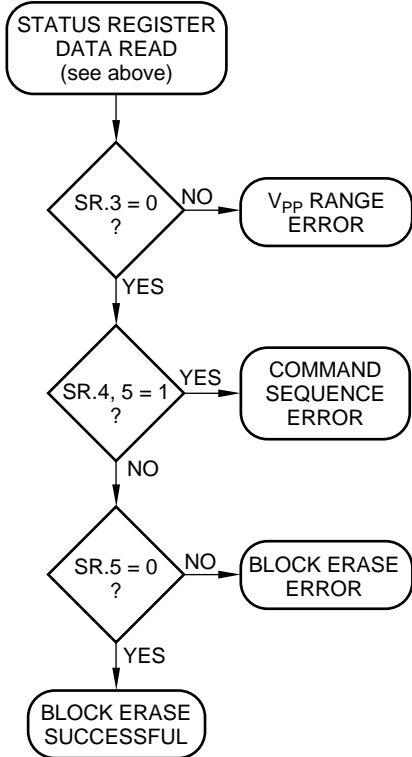 STATUS REGISTER
DATA READ
(see above)
SR.3 = 0
?
NO
VPP RANGE
ERROR
YES
SR.4, 5 = 1
?
YES
COMMAND
SEQUENCE
ERROR
NO
SR.5 = 0
?
NO
BLOCK ERASE
ERROR
YES
BLOCK ERASE
SUCCESSFUL